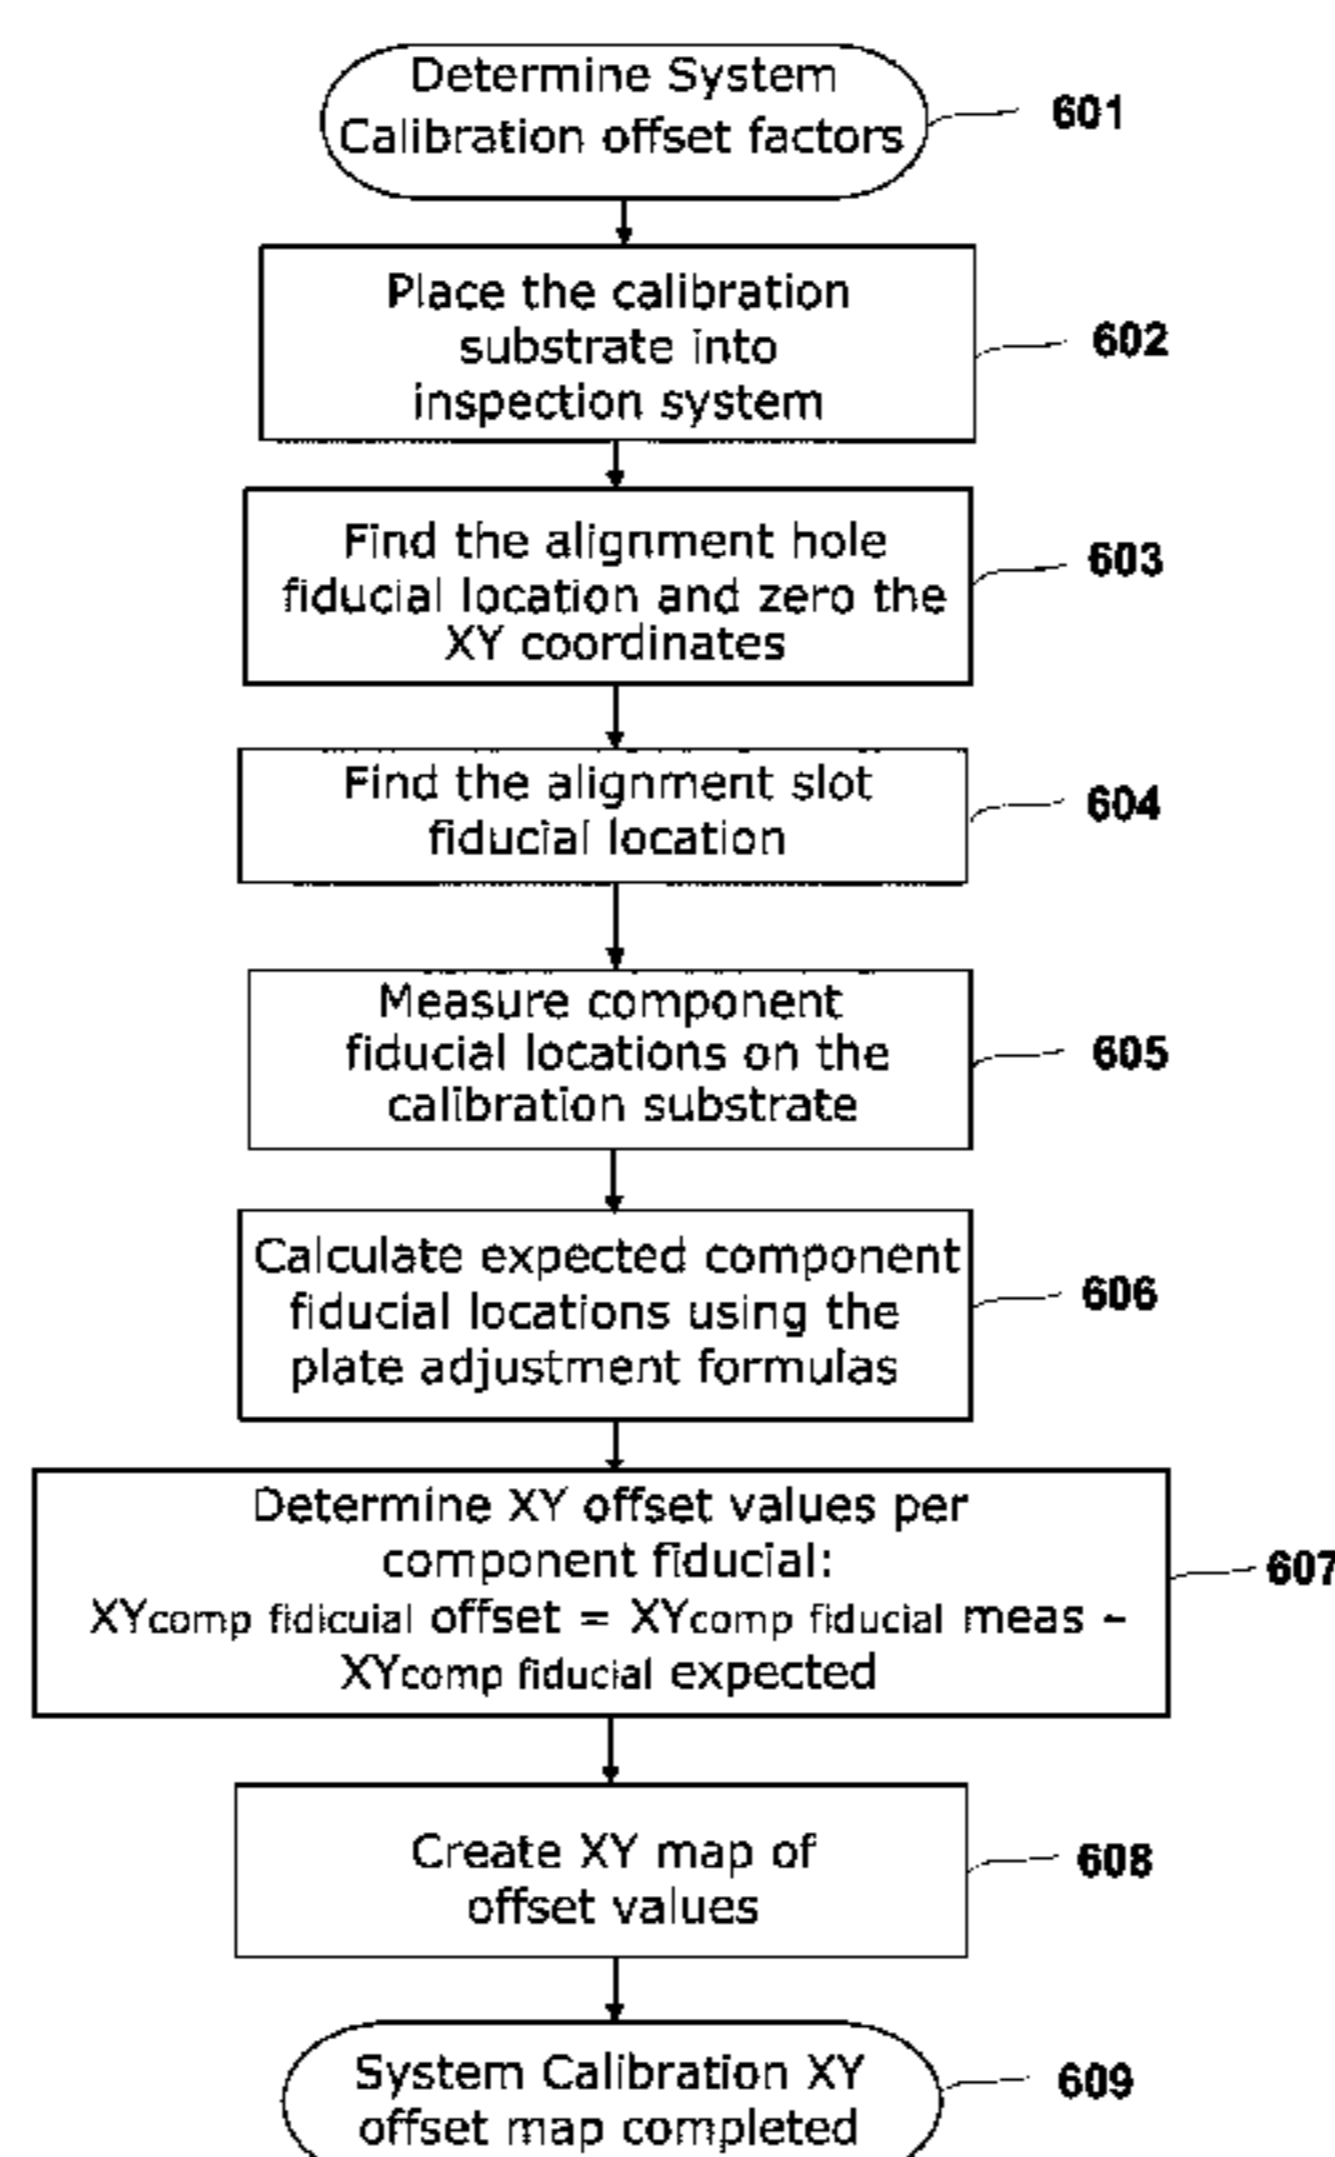 Determine System
Calibration offset factors
601
Place the calibration
substrate into
inspection system
602
Find the alignment hole
fiducial location and zero the
XY coordinates
603
Find the alignment slot
fiducial location
604
Measure component
fiducial locations on the
calibration substrate
605
Calculate expected component
fiducial locations using the
plate adjustment formulas
606
Determine XY offset values per
component fiducial:
XYcomp fidicuial offset = XYcomp fiducial meas –
XYcomp fiducial expected
607
Create XY map of
offset values
608
System Calibration XY
offset map completed
609